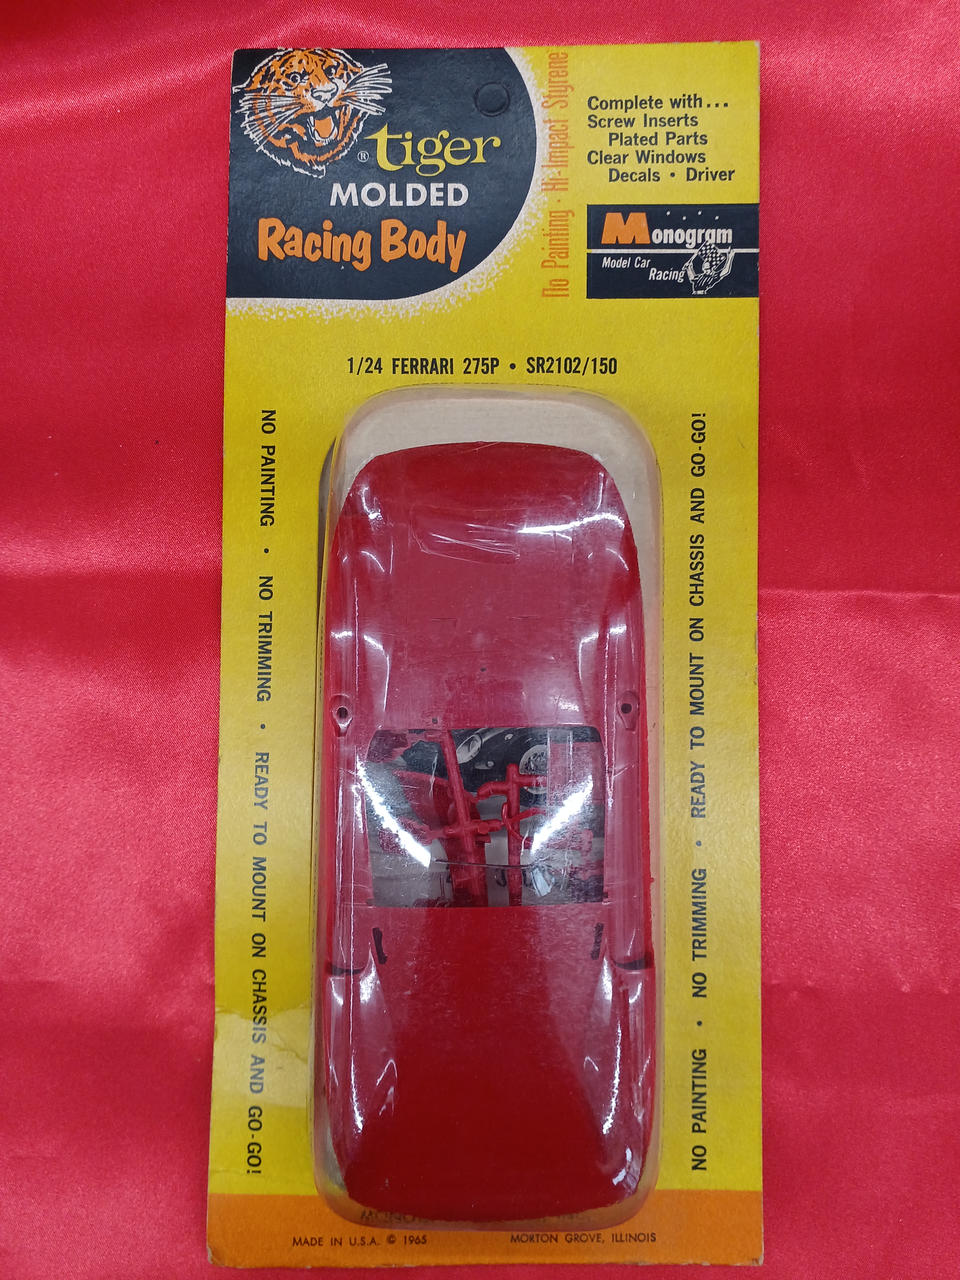 ® tiger
MOLDED
Racing Body
No Painting · Hi-Impact Styrene
Complete with...
Screw Inserts
Plated Parts
Clear Windows
Decals • Driver
Monogram
Model Car
Racing
1/24 FERRARI 275P • SR2102/150
NO PAINTING • NO TRIMMING • READY TO MOUNT ON CHASSIS AND GO-GO!
NO PAINTING • NO TRIMMING • READY TO MOUNT ON CHASSIS AND GO-GO!
MADE IN U.S.A. © 1965
MORTON GROVE, ILLINOIS